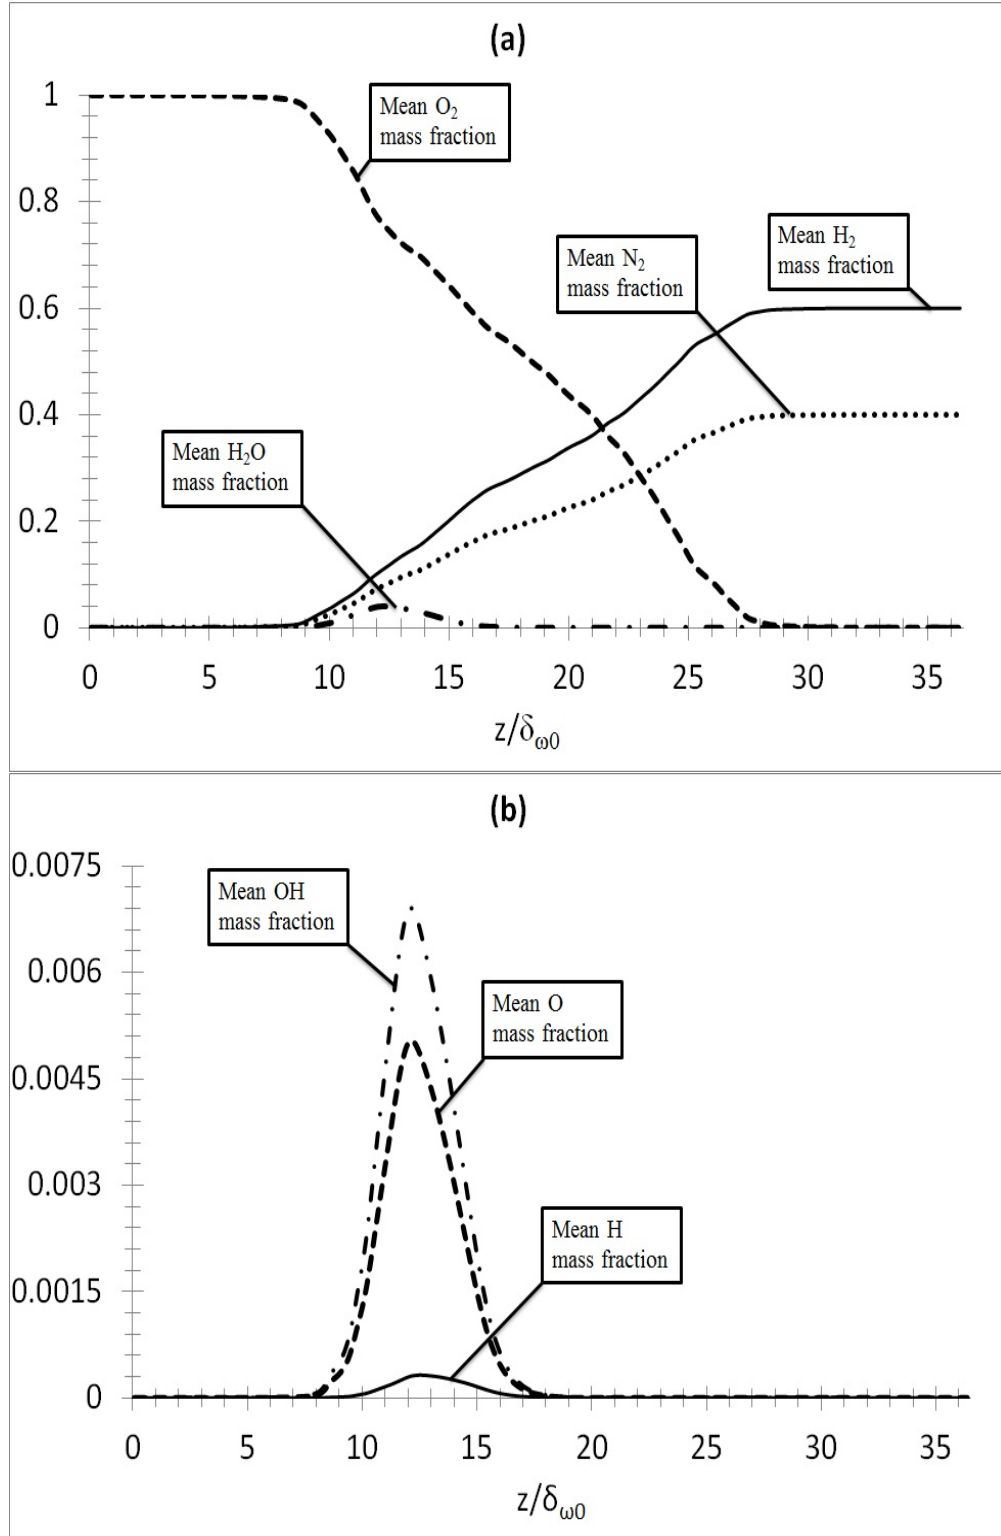 (a)
1
0.8
0.6
0.4
0.2
0
Mean O₂
mass fraction
Mean H₂
mass fraction
Mean N₂
mass fraction
Mean H₂O
mass fraction
0 5 10 15 20 25 30 35
z/δω0
(b)
0.0075
0.006
0.0045
0.003
0.0015
0
Mean OH
mass fraction
Mean O
mass fraction
Mean H
mass fraction
0 5 10 15 20 25 30 35
z/δω0